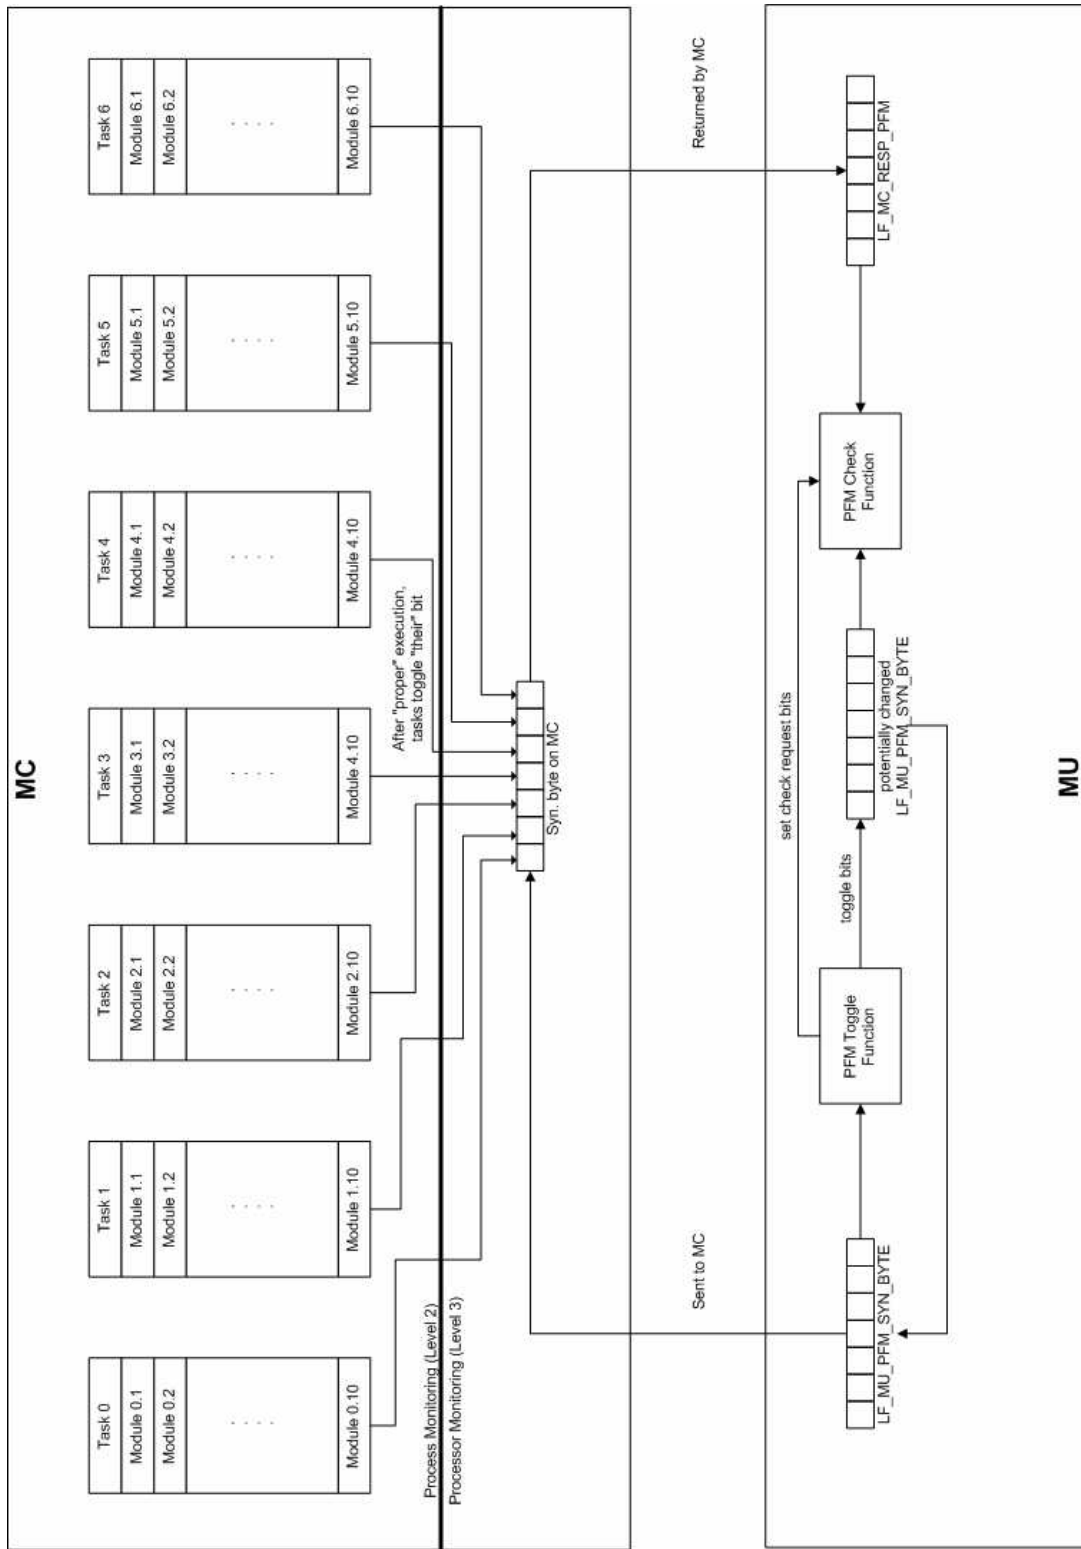 MC
Task 0
Module 0.1
Module 0.2
. . . .
Module 0.10
Task 1
Module 1.1
Module 1.2
. . . .
Module 1.10
Task 2
Module 2.1
Module 2.2
. . . .
Module 2.10
Task 3
Module 3.1
Module 3.2
. . . .
Module 4.10
Task 4
Module 4.1
Module 4.2
. . . .
Module 4.10
Task 5
Module 5.1
Module 5.2
. . . .
Module 5.10
Task 6
Module 6.1
Module 6.2
. . . .
Module 6.10
After "proper" execution,
tasks toggle "their" bit
Process Monitoring (Level 2)
Processor Monitoring (Level 3)
Syn. byte on MC
Sent to MC
Returned by MC
set check request bits
LF_MU_PFM_SYN_BYTE
PFM Toggle
Function
toggle bits
potentially changed
LF_MU_PFM_SYN_BYTE
PFM Check
Function
LF_MC_RESP_PFM
MU